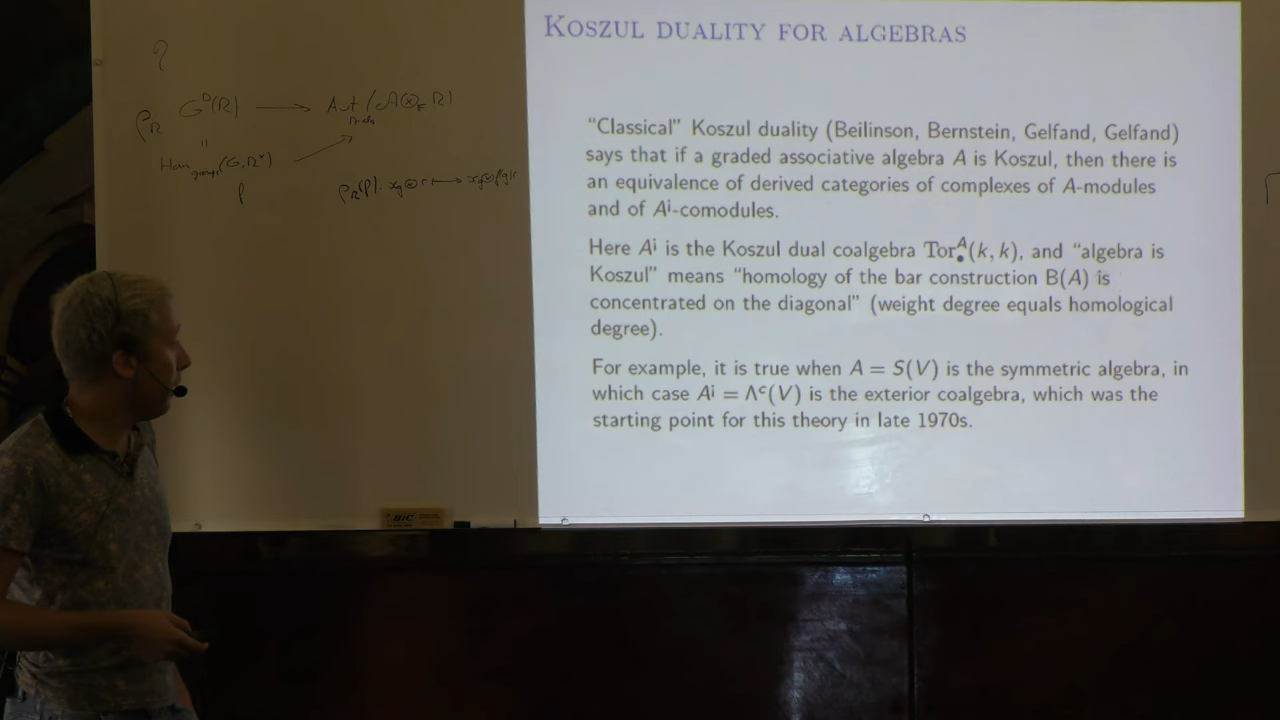 KOSZUL DUALITY FOR ALGEBRAS
“Classical” Koszul duality (Beilinson, Bernstein, Gelfand, Gelfand)
says that if a graded associative algebra A is Koszul, then there is
an equivalence of derived categories of complexes of A-modules
and of A¡-comodules.
Here A¡ is the Koszul dual coalgebra Tor•ᴬ(k, k), and “algebra is
Koszul” means “homology of the bar construction B(A) is
concentrated on the diagonal” (weight degree equals homological
degree).
For example, it is true when A = S(V) is the symmetric algebra, in
which case A¡ = Λᶜ(V) is the exterior coalgebra, which was the
starting point for this theory in late 1970s.
ρ_R Gᴰ(R) ⟶ Aut (A⊗_F R)
(G, Rˣ)
ρ
BIC